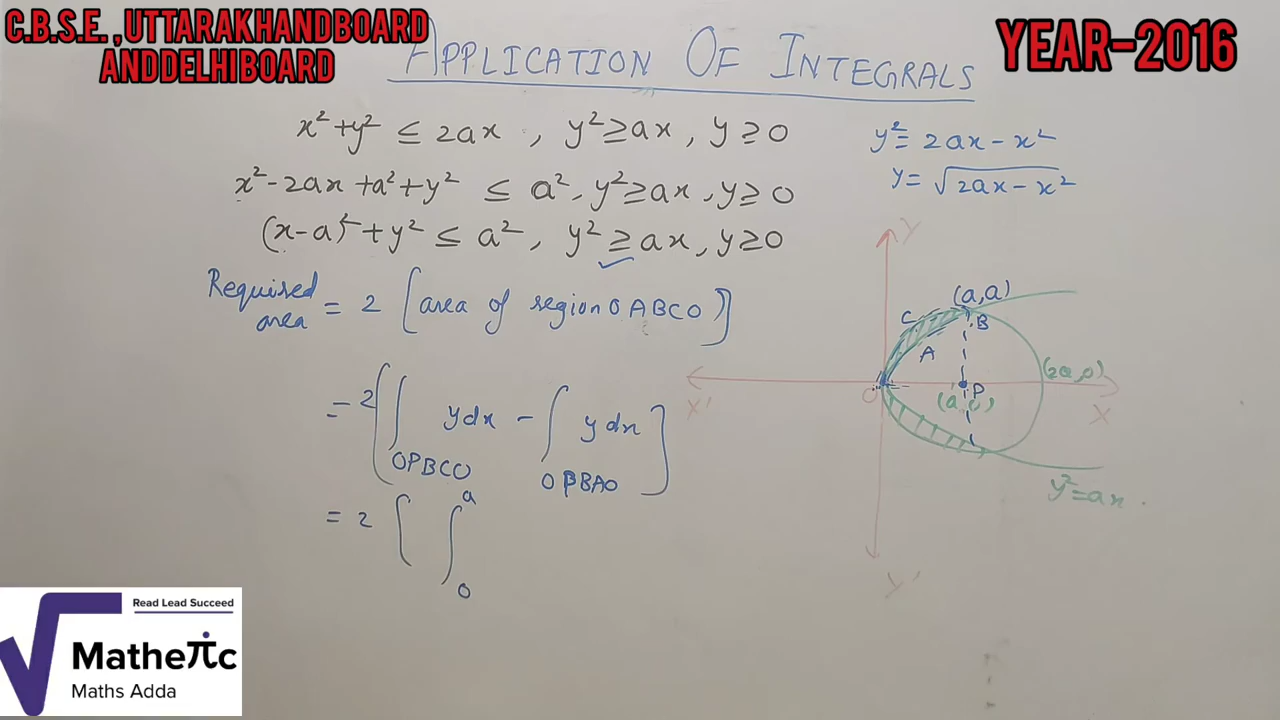 C.B.S.E. ,UTTARAKHANDBOARD
ANDDELHIBOARD
YEAR-2016
APPLICATION OF INTEGRALS
x² + y² ≤ 2ax , y² ≥ ax , y ≥ 0
x² - 2ax + a² + y² ≤ a² , y² ≥ ax , y ≥ 0
(x - a)² + y² ≤ a² , y² ≥ ax , y ≥ 0
y² = 2ax - x²
y = √(2ax - x²)
Required area = 2 [area of region OABCO]
= 2 [∫ OPBCO y dx - ∫ OPBAO y dx]
= 2 [ ∫₀ᵃ
Y
(a,a)
C
B
A
(2a,0)
X'
O
P
X
(a,0)
y² = ax
Y'
Read Lead Succeed
Matheπc
Maths Adda